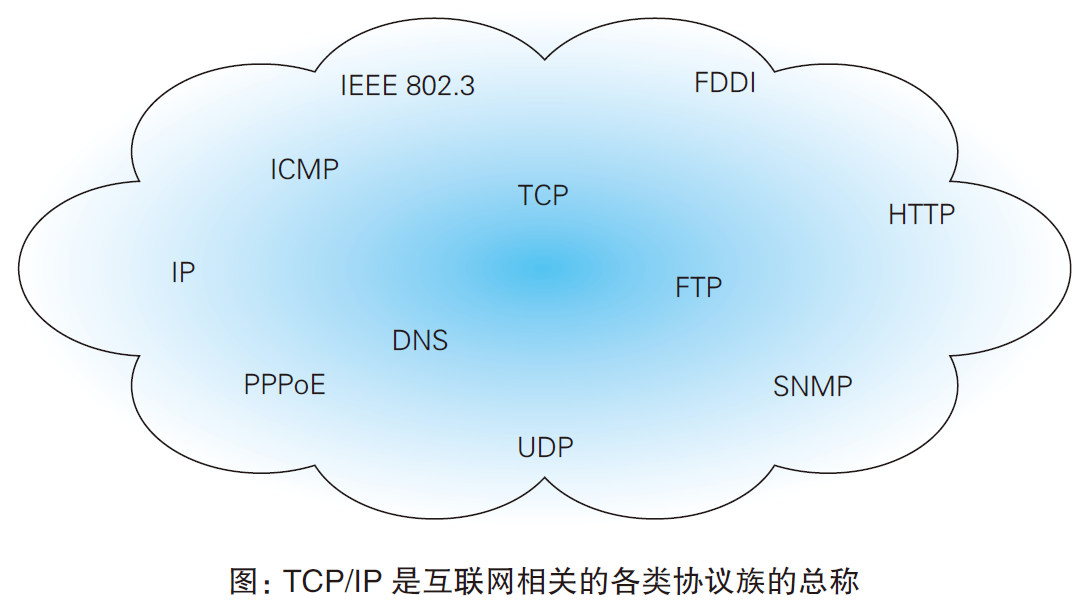 IEEE 802.3
FDDI
ICMP
TCP
HTTP
IP
FTP
DNS
PPPoE
SNMP
UDP
图：TCP/IP 是互联网相关的各类协议族的总称